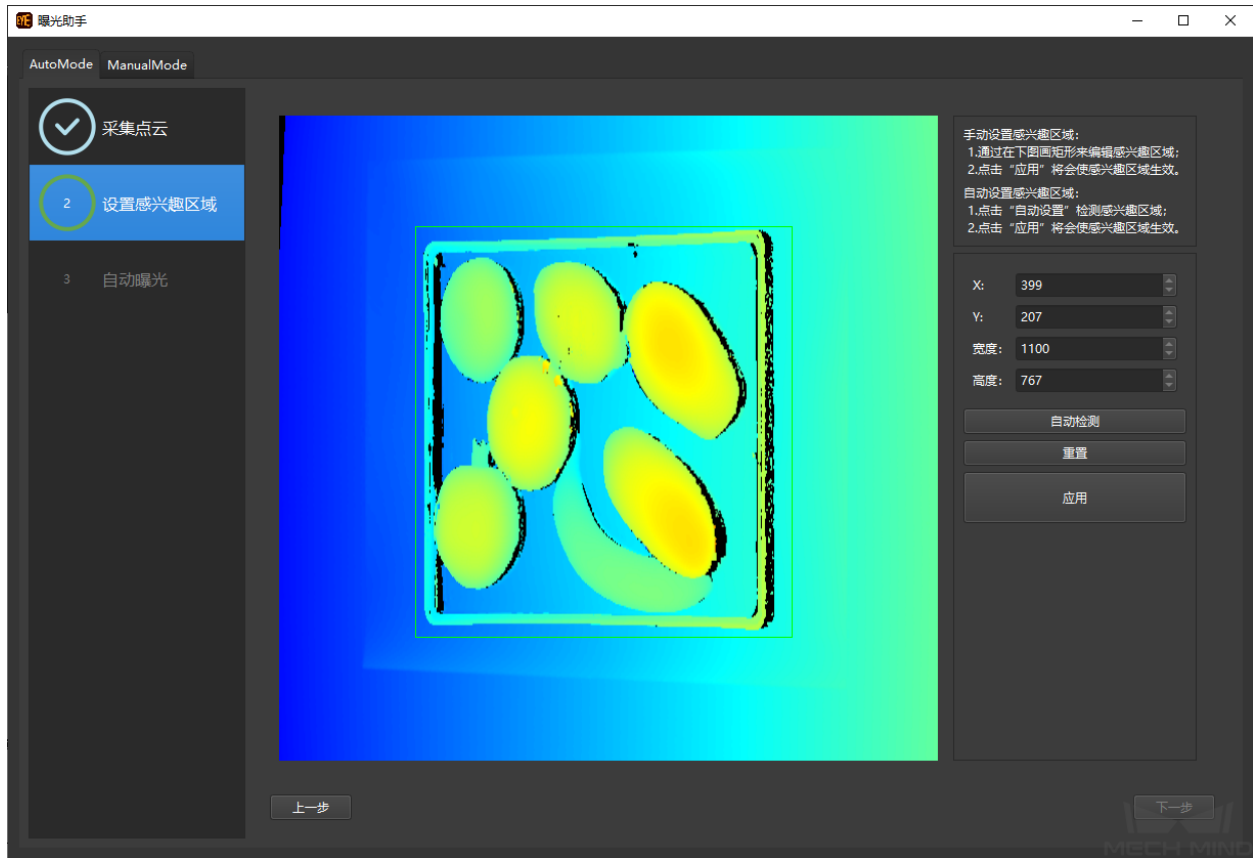 EYE 曝光助手
AutoMode ManualMode
采集点云
2 设置感兴趣区域
3 自动曝光
手动设置感兴趣区域：
1.通过在下图画矩形来编辑感兴趣区域；
2.点击“应用”将会使感兴趣区域生效。
自动设置感兴趣区域：
1.点击“自动设置”检测感兴趣区域；
2.点击“应用”将会使感兴趣区域生效。
X: 399
Y: 207
宽度: 1100
高度: 767
自动检测
重置
应用
上一步
下一步
MECH MIND